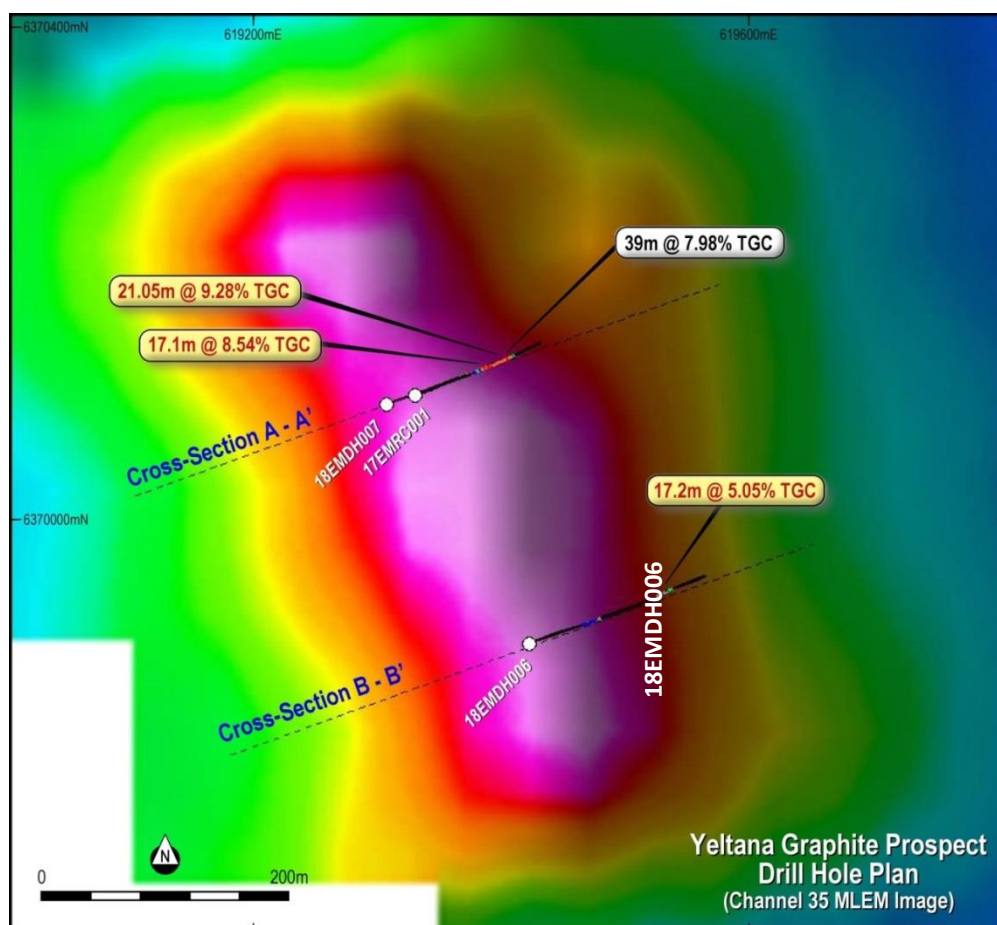 6370400mN
619200mE
619600mE
39m @ 7.98% TGC
21.05m @ 9.28% TGC
17.1m @ 8.54% TGC
Cross-Section A - A’
18EMDH007
17EMRC001
17.2m @ 5.05% TGC
6370000mN
18EMDH006
Cross-Section B - B’
18EMDH006
N
0
200m
Yeltana Graphite Prospect
Drill Hole Plan
(Channel 35 MLEM Image)